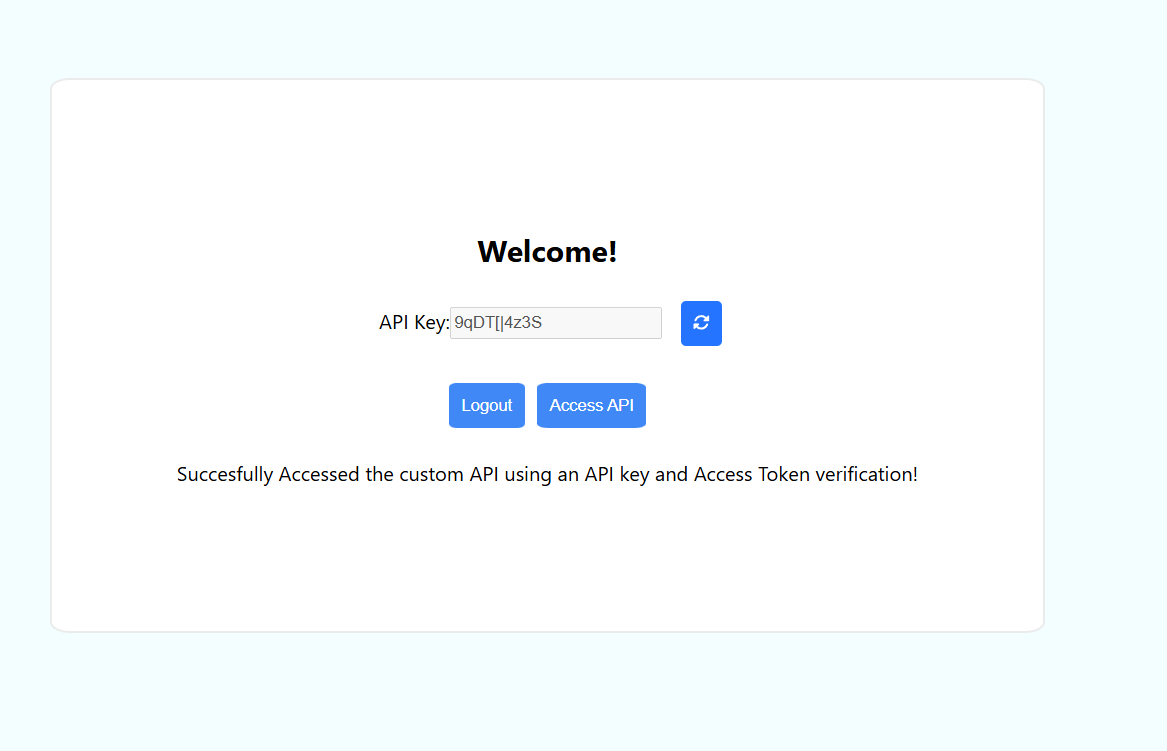 Welcome!
API Key: 9qDT[|4z3S
Logout Access API
Succesfully Accessed the custom API using an API key and Access Token verification!